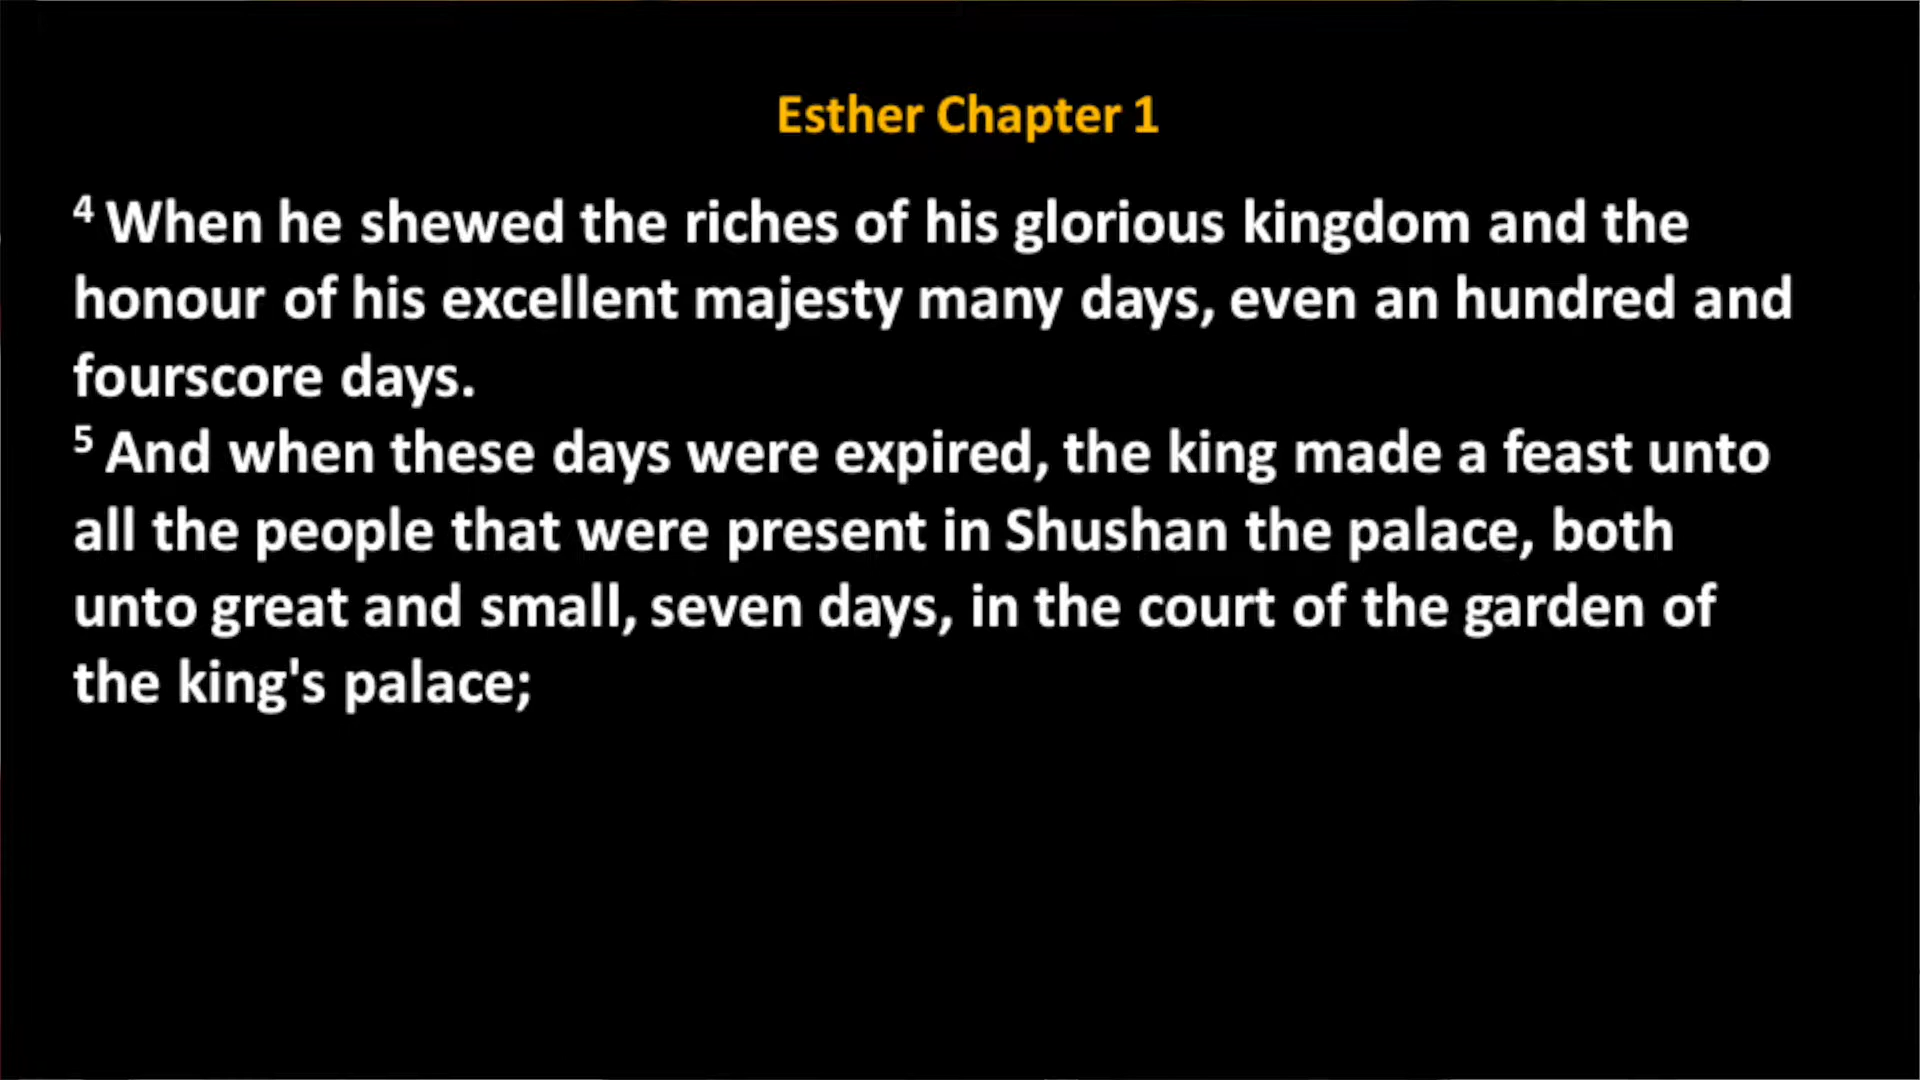 Esther Chapter 1
4 When he shewed the riches of his glorious kingdom and the
honour of his excellent majesty many days, even an hundred and
fourscore days.
5 And when these days were expired, the king made a feast unto
all the people that were present in Shushan the palace, both
unto great and small, seven days, in the court of the garden of
the king's palace;